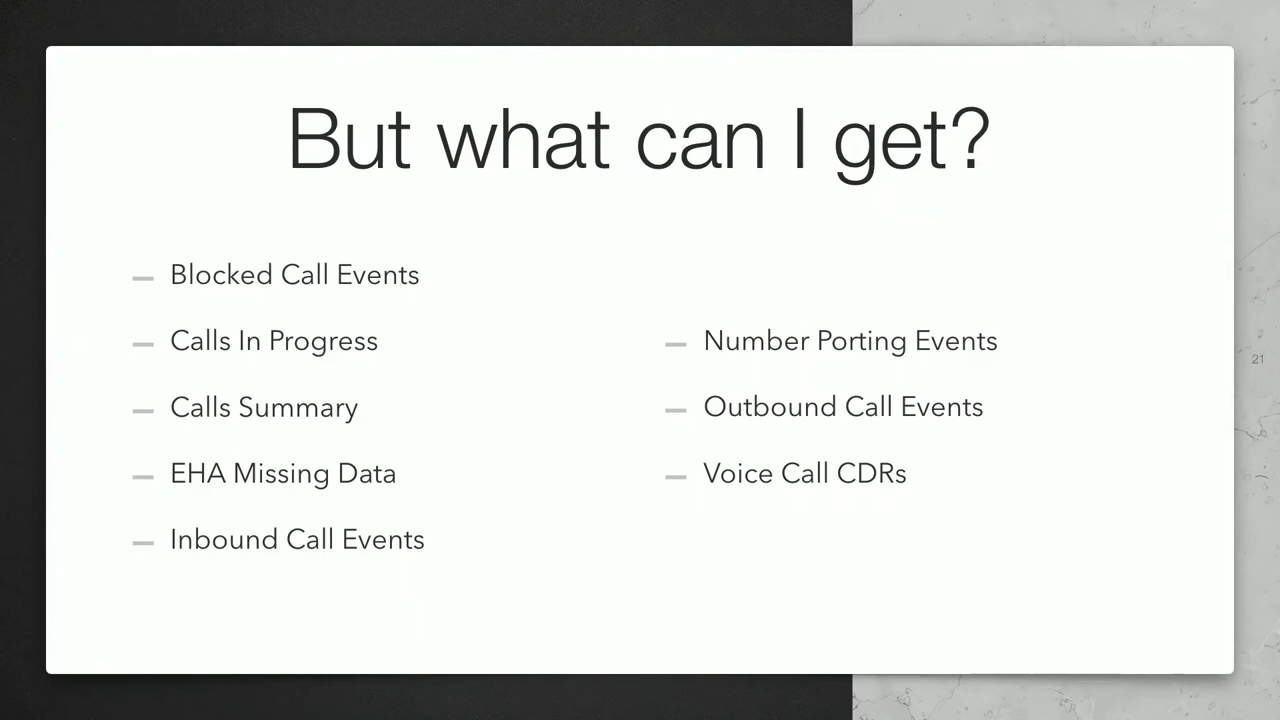 But what can I get?
Blocked Call Events
Calls In Progress
Calls Summary
EHA Missing Data
Inbound Call Events
Number Porting Events
Outbound Call Events
Voice Call CDRs
21